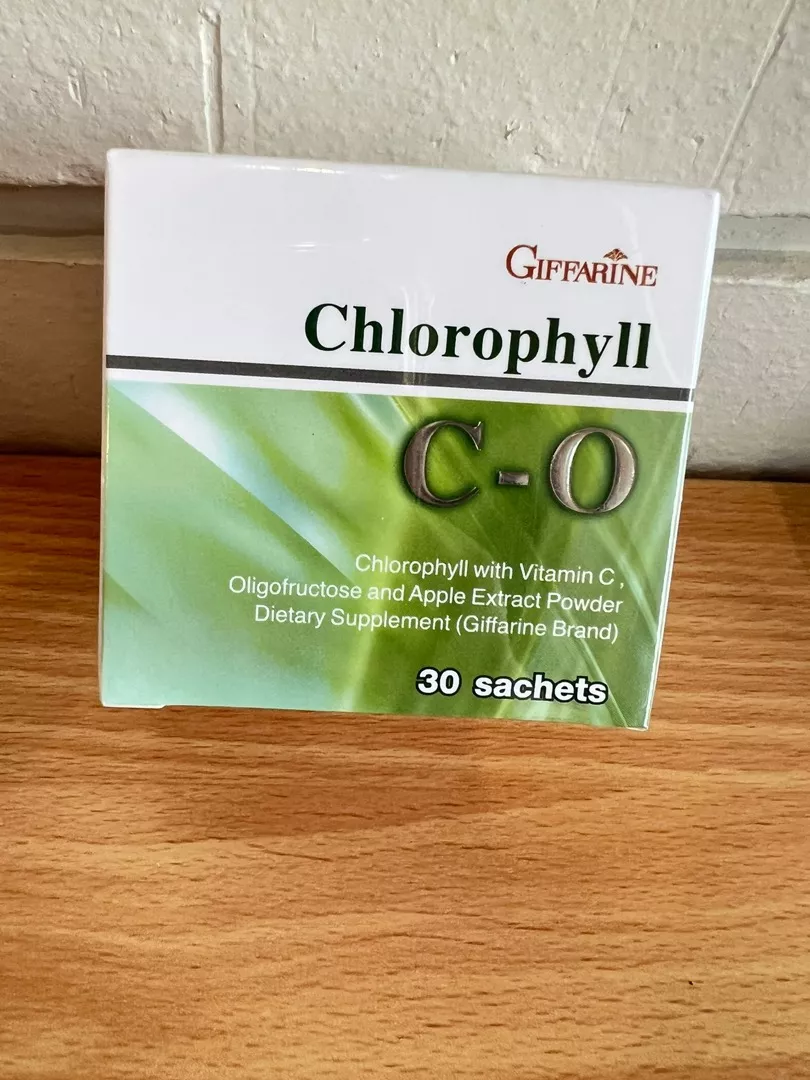 GIFFARINE
Chlorophyll
C-O
Chlorophyll with Vitamin C ,
Oligofructose and Apple Extract Powder
Dietary Supplement (Giffarine Brand)
30 sachets